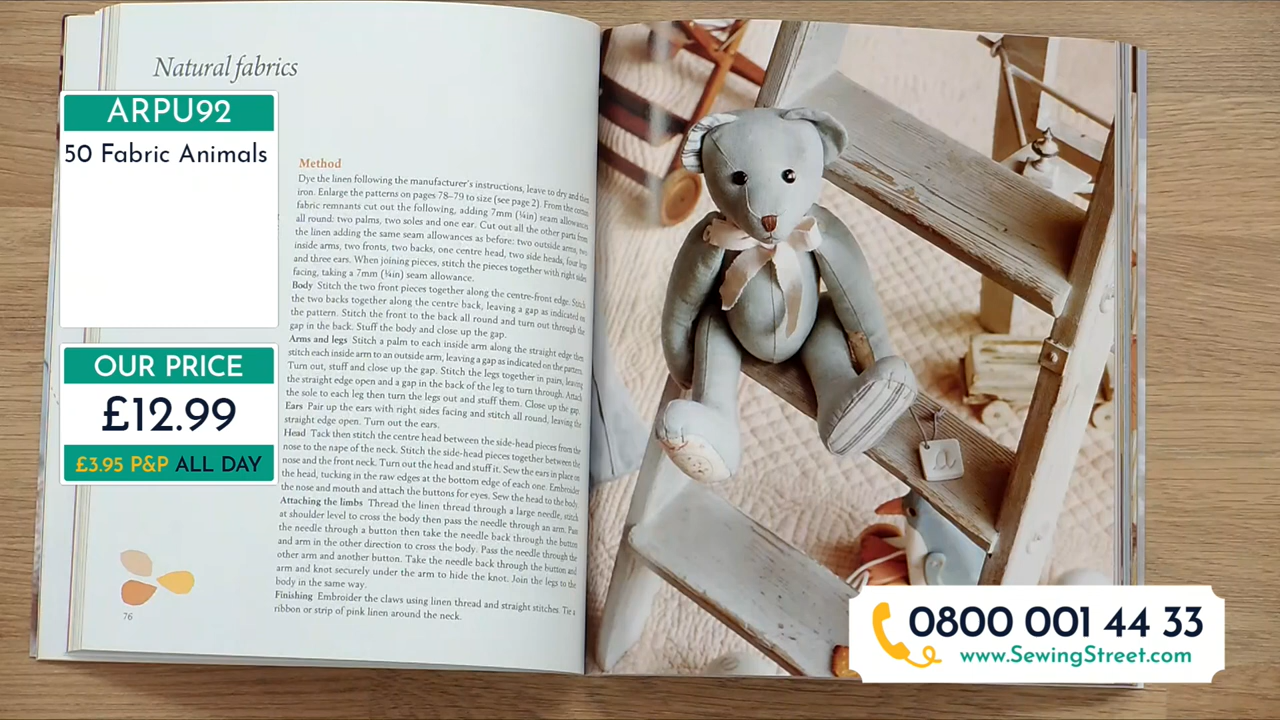 Natural fabrics
ARPU92
50 Fabric Animals
OUR PRICE
£12.99
£3.95 P&P ALL DAY
Method
Dye the linen following the manufacturer's instructions, leave to dry and then
iron. Enlarge the patterns on pages 78–79 to size (see page 2). From the cotton
fabric remnants cut out the following, adding 7mm (¼in) seam allowances
all round: two palms, two soles and one ear. Cut out all the other parts from
the linen adding the same seam allowances as before: two outside arms, two
inside arms, two fronts, two backs, one centre head, two side heads, four legs
and three ears. When joining pieces, stitch the pieces together with right sides
facing, taking a 7mm (¼in) seam allowance.
Body Stitch the two front pieces together along the centre-front edge. Stitch
the two backs together along the centre back, leaving a gap as indicated on
the pattern. Stitch the front to the back all round and turn out through the
gap in the back. Stuff the body and close up the gap.
Arms and legs Stitch a palm to each inside arm along the straight edge then
stitch each inside arm to an outside arm, leaving a gap as indicated on the pattern.
Turn out, stuff and close up the gap. Stitch the legs together in pairs, leaving
the straight edge open and a gap in the back of the leg to turn through. Attach
the sole to each leg then turn the legs out and stuff them. Close up the gap.
Ears Pair up the ears with right sides facing and stitch all round, leaving the
straight edge open. Turn out the ears.
Head Tack then stitch the centre head between the side-head pieces from the
nose to the nape of the neck. Stitch the side-head pieces together between the
nose and the front neck. Turn out the head and stuff it. Sew the ears in place on
the head, tucking in the raw edges at the bottom edge of each one. Embroider
the nose and mouth and attach the buttons for eyes. Sew the head to the body.
Attaching the limbs Thread the linen thread through a large needle, stitch
at shoulder level to cross the body then pass the needle through an arm. Pass
the needle through a button then take the needle back through the button
and arm in the other direction to cross the body. Pass the needle through the
other arm and another button. Take the needle back through the button and
arm and knot securely under the arm to hide the knot. Join the legs to the
body in the same way.
Finishing Embroider the claws using linen thread and straight stitches. Tie a
ribbon or strip of pink linen around the neck.
76
a
0800 001 44 33
www.SewingStreet.com